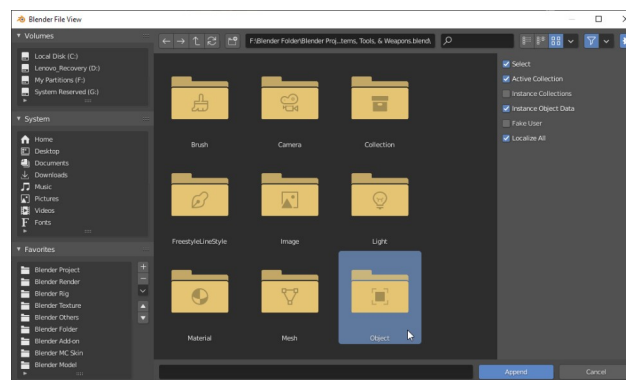 Blender File View
Volumes
Local Disk (C:)
Lenovo_Recovery (D:)
My Partitions (F:)
System Reserved (G:)
System
Home
Desktop
Documents
Downloads
Music
Pictures
Videos
Fonts
Favorites
Blender Project
Blender Render
Blender Rig
Blender Texture
Blender Others
Blender Folder
Blender Add-on
Blender MC Skin
Blender Model
F:\Blender Folder\Blender Proj...tems, Tools, & Weapons.blend\
Brush
Camera
Collection
FreestyleLineStyle
Image
Light
Material
Mesh
Object
Select
Active Collection
Instance Collections
Instance Object Data
Fake User
Localize All
Append
Cancel